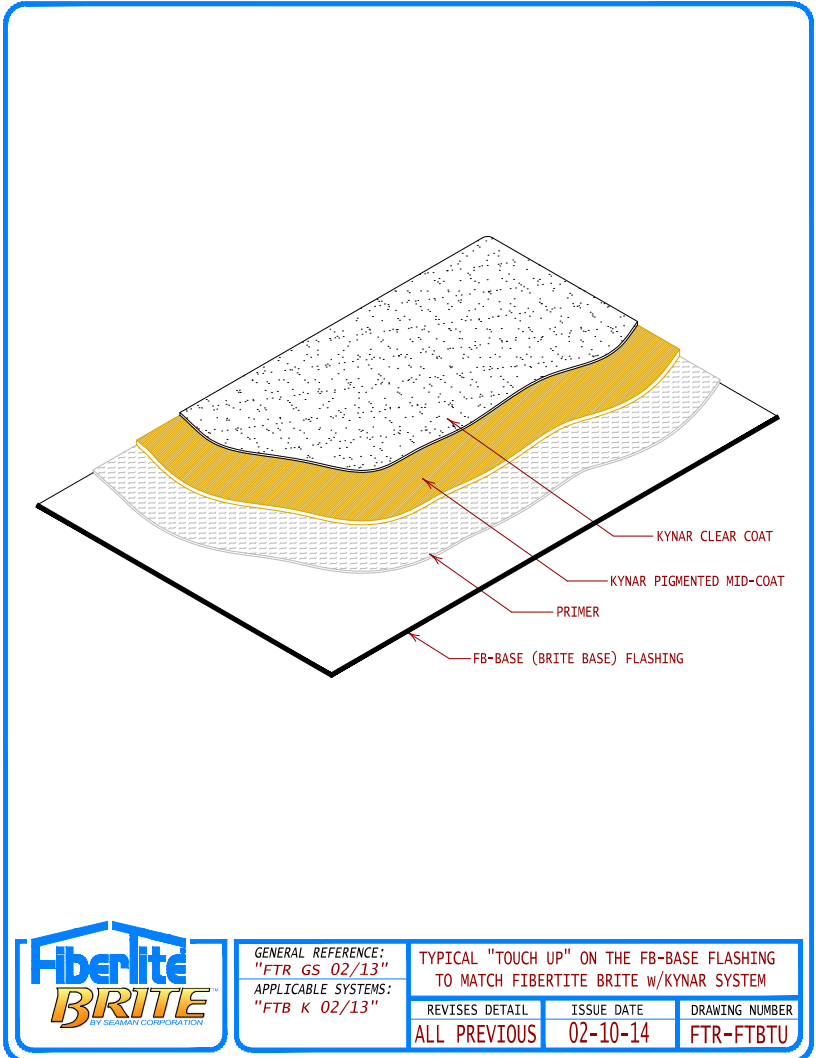 KYNAR CLEAR COAT
KYNAR PIGMENTED MID-COAT
PRIMER
FB-BASE (BRITE BASE) FLASHING
FiberTite
BRITE™
BY SEAMAN CORPORATION
GENERAL REFERENCE:
"FTR GS 02/13"
APPLICABLE SYSTEMS:
"FTB K 02/13"
TYPICAL "TOUCH UP" ON THE FB-BASE FLASHING
TO MATCH FIBERTITE BRITE w/KYNAR SYSTEM
REVISES DETAIL
ALL PREVIOUS
ISSUE DATE
02-10-14
DRAWING NUMBER
FTR-FTBTU